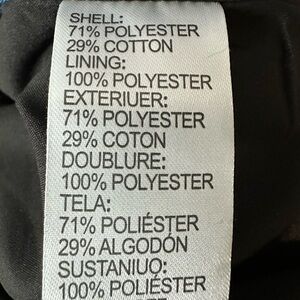 SHELL:
71% POLYESTER
29% COTTON
LINING:
100% POLYESTER
EXTERIUER:
71% POLYESTER
29% COTON
DOUBLURE:
100% POLYESTER
TELA:
71% POLIÉSTER
29% ALGODÓN
SUSTANIUO:
100% POLIÉSTER